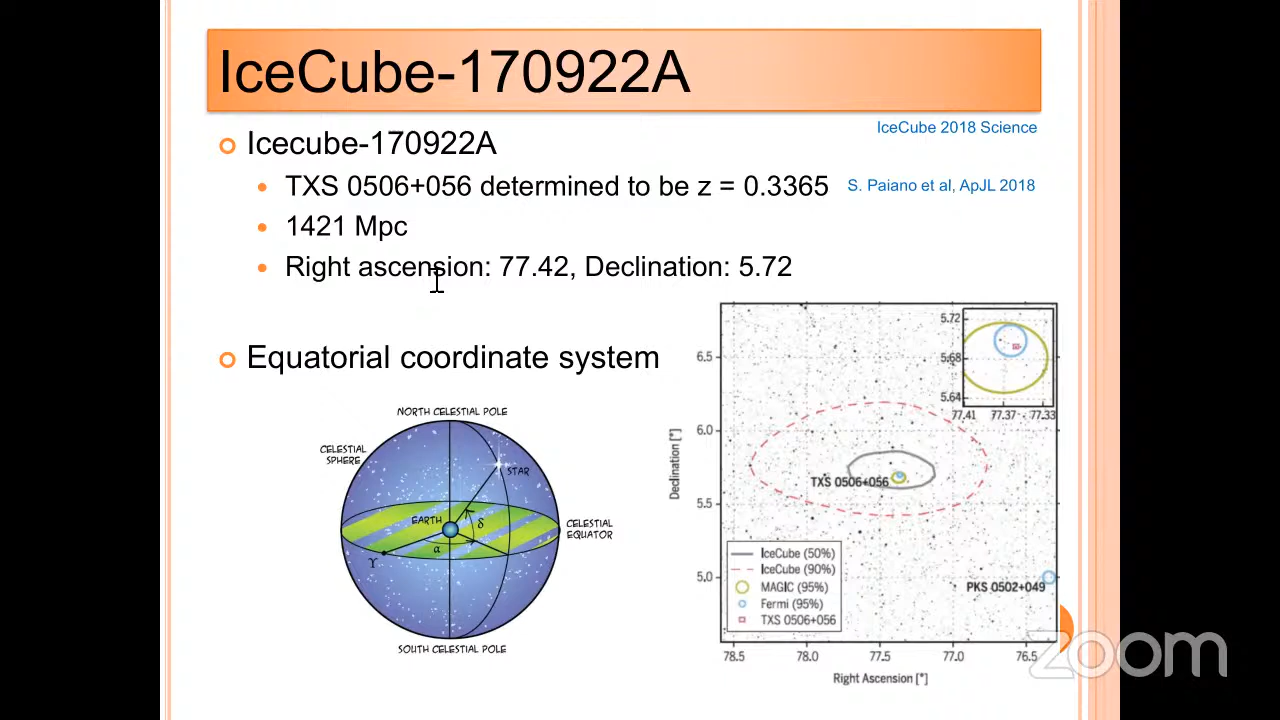 IceCube-170922A
IceCube 2018 Science
Icecube-170922A
TXS 0506+056 determined to be z = 0.3365
S. Paiano et al, ApJL 2018
1421 Mpc
Right ascension: 77.42, Declination: 5.72
Equatorial coordinate system
NORTH CELESTIAL POLE
CELESTIAL
SPHERE
STAR
EARTH
δ
α
ϒ
CELESTIAL
EQUATOR
SOUTH CELESTIAL POLE
5.72
5.68
5.64
77.41 77.37 77.33
6.5
6.0
5.5
5.0
Declination [°]
TXS 0506+056
PKS 0502+049
IceCube (50%)
IceCube (90%)
MAGIC (95%)
Fermi (95%)
TXS 0506+056
78.5 78.0 77.5 77.0 76.5
Right Ascension [°]
zoom